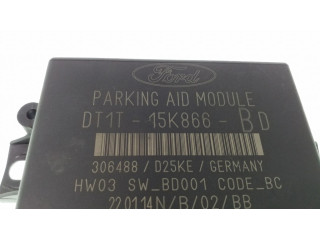 Ford
PARKING AID MODULE
DT1T - 15K866 - BD
306488 / D25KE / GERMANY
HW03 SW_BD001 CODE_BC
220114N/B/02/BB